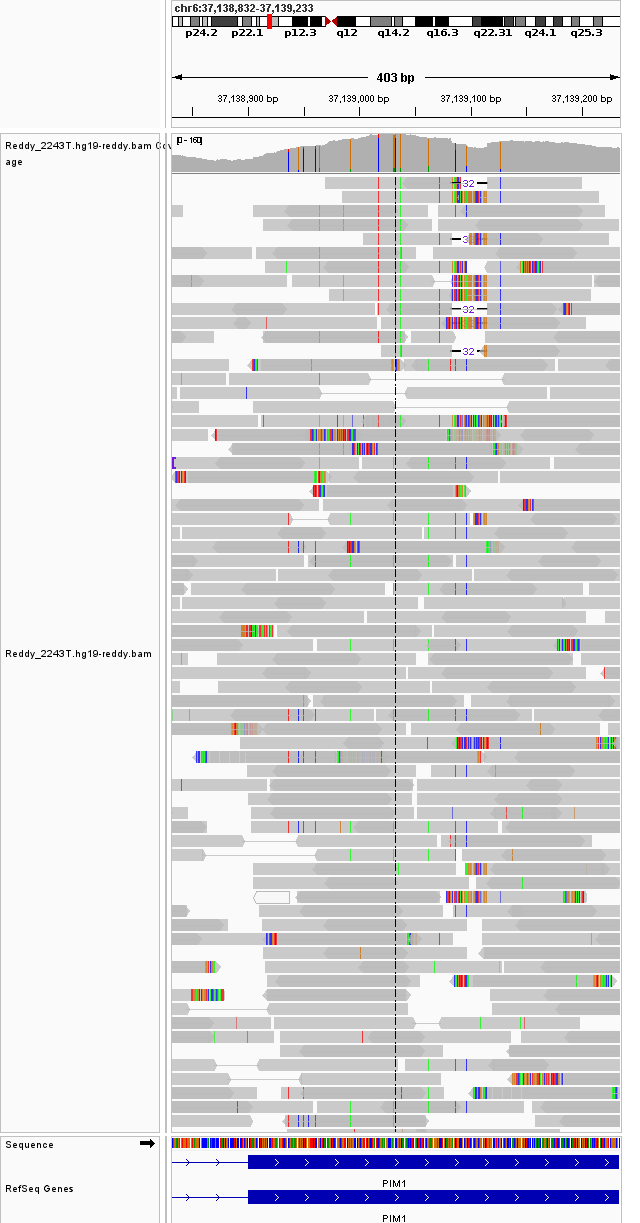 chr6:37,138,832-37,139,233
p24.2 p22.1 p12.3 q12 q14.2 q16.3 q22.31 q24.1 q25.3
403 bp
37,138,900 bp 37,139,000 bp 37,139,100 bp 37,139,200 bp
Reddy_2243T.hg19-reddy.bam Cov
age
[0 - 160]
32
3
32
32
Reddy_2243T.hg19-reddy.bam
Sequence
PIM1
RefSeq Genes
PIM1